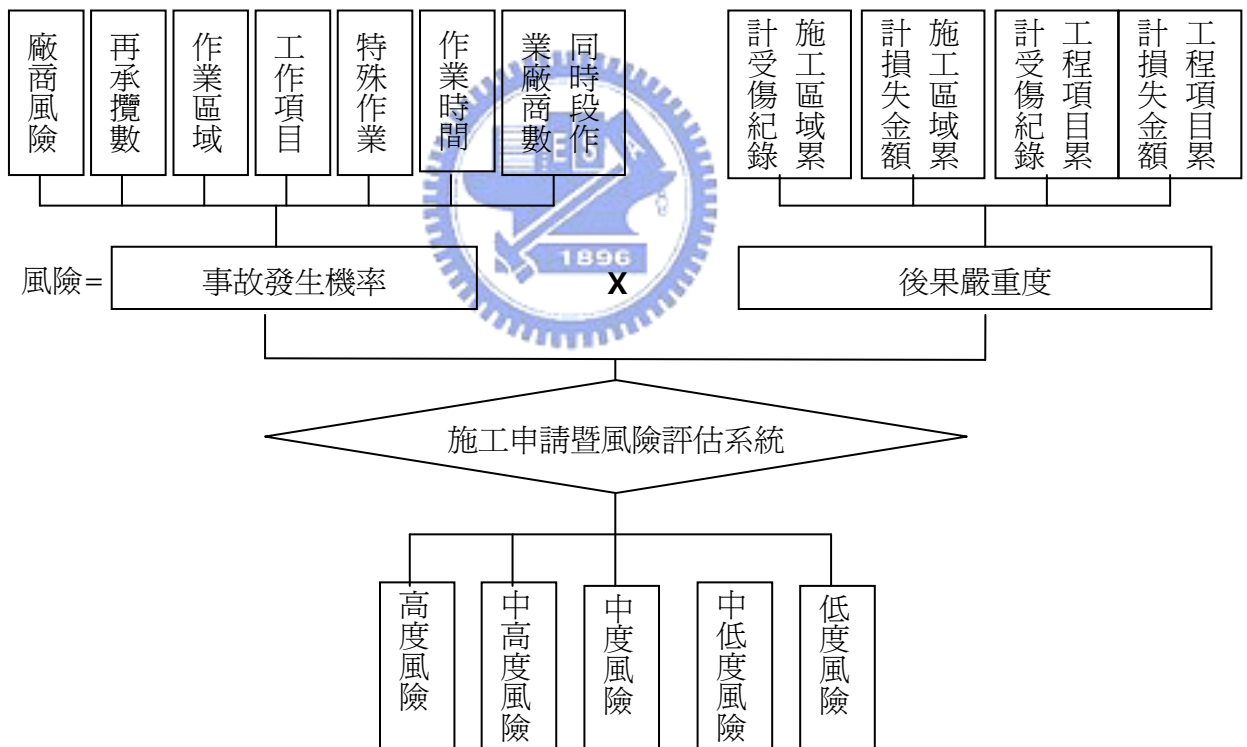 廠商風險
再承攬數
作業區域
工作項目
特殊作業
作業時間
同時段作
業廠商數
施工區域累
計受傷紀錄
施工區域累
計損失金額
工程項目累
計受傷紀錄
工程項目累
計損失金額
ES
A
1896
風險=
事故發生機率
X
後果嚴重度
施工申請暨風險評估系統
高度風險
中高度風險
中度風險
中低度風險
低度風險